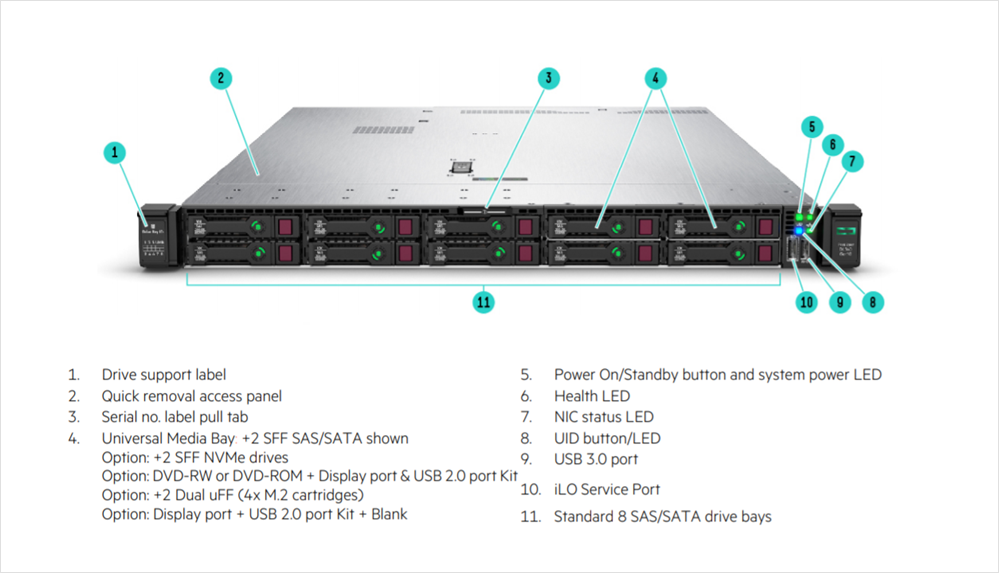 2
3
4
5
6
7
1
11
10
9
8
1. Drive support label
2. Quick removal access panel
3. Serial no. label pull tab
4. Universal Media Bay: +2 SFF SAS/SATA shown
Option: +2 SFF NVMe drives
Option: DVD-RW or DVD-ROM + Display port & USB 2.0 port Kit
Option: +2 Dual uFF (4x M.2 cartridges)
Option: Display port + USB 2.0 port Kit + Blank
5. Power On/Standby button and system power LED
6. Health LED
7. NIC status LED
8. UID button/LED
9. USB 3.0 port
10. iLO Service Port
11. Standard 8 SAS/SATA drive bays